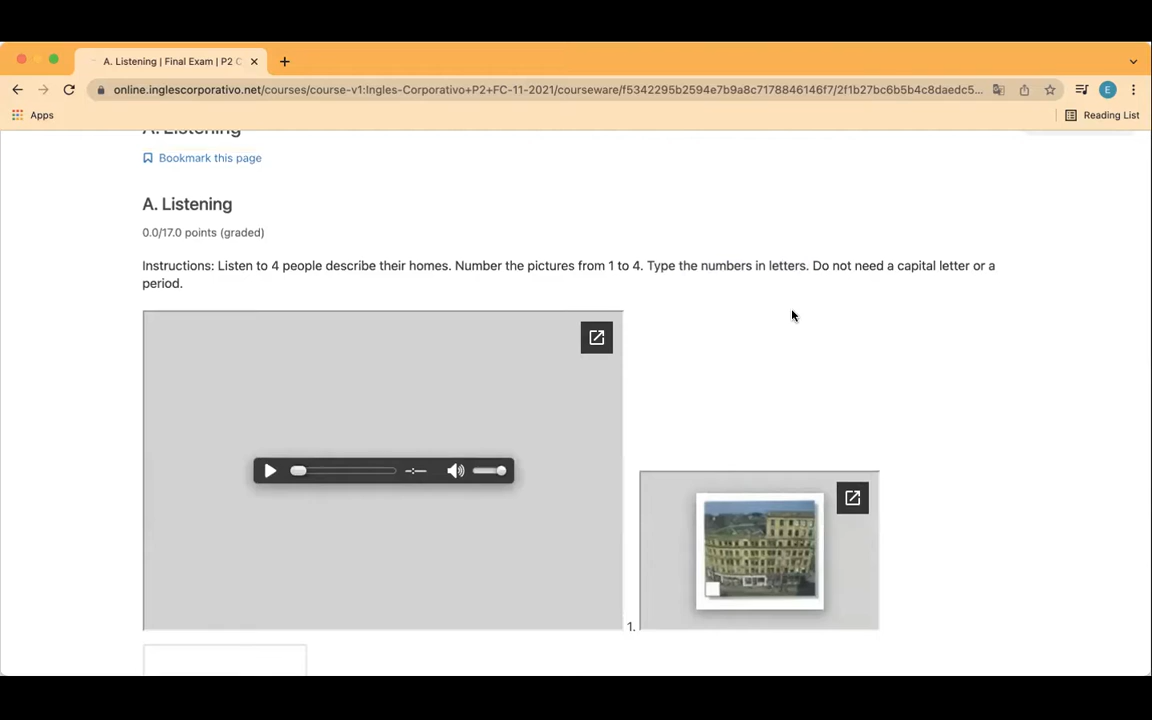 A. Listening | Final Exam | P2 C
online.inglescorporativo.net/courses/course-v1:Ingles-Corporativo+P2+FC-11-2021/courseware/f5342295b2594e7b9a8c7178846146f7/2f1b27bc6b5b4c8daedc5...
E
Apps
Reading List
A. Listening
Bookmark this page
A. Listening
0.0/17.0 points (graded)
Instructions: Listen to 4 people describe their homes. Number the pictures from 1 to 4. Type the numbers in letters. Do not need a capital letter or a
period.
--:--
1.